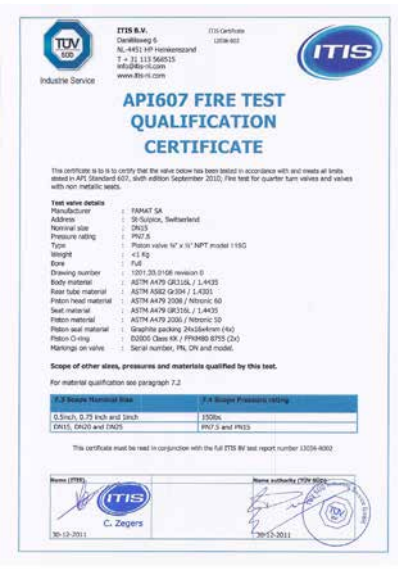 TÜV
SÜD
Industrie Service
ITIS B.V.
NL-4451 HP Heinkenszand
T + 31 113 568515
info@itis-nl.com
www.itis-nl.com
ITIS Certificate
ITIS
API607 FIRE TEST
QUALIFICATION
CERTIFICATE
This certificate is to certify that the valve below has been tested in accordance with and meets all limits
stated in API Standard 607, sixth edition September 2010, Fire test for quarter turn valves and valves
with non metallic seats.
Test valve details
Manufacturer : FAMAT SA
Address : St-Sulpice, Switzerland
Nominal size : DN15
Pressure rating : PN7.5
Type : Piston valve ¾" x ½" NPT model
Weight : <1 Kg
Bore : Full
Drawing number : 1201.35.0108 revision 0
Body material : ASTM A479 GR316L / 1.4435
Rear tube material : ASTM A582 Gr304 / 1.4301
Piston head material : ASTM A479 2008 / Nitronic 60
Seat material : ASTM A479 GR316L / 1.4435
Piston material : ASTM A479 2006 / Nitronic 50
Piston seal material : Graphite packing 24x16x4mm (4x)
Piston O-ring : D2000 Class KK / FFKM80 8755 (2x)
Markings on valve : Serial number, PN, DN and model.
Scope of other sizes, pressures and materials qualified by this test.
For material qualification see paragraph 7.2
7.3 Scope Nominal Size
7.4 Scope Pressure rating
0.5inch, 0.75 inch and 1inch
150lbs
DN15, DN20 and DN25
PN7.5 and PN15
This certificate must be read in conjunction with the full ITIS BV test report number 12036-R002
Name (ITIS)
Name authority (TÜV SÜD)
ITIS
TÜV
C. Zegers
30-12-2011
30-12-2011